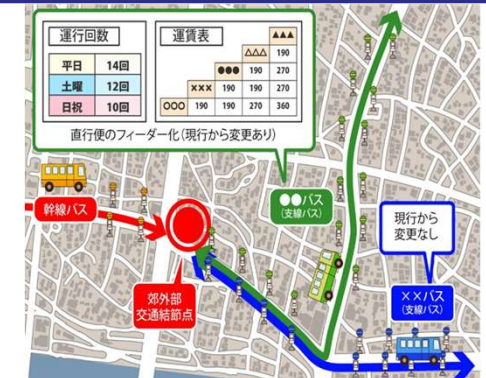 運行回数
平日 14回
土曜 12回
日祝 10回
運賃表
▲▲▲
△△△ 190
●●● 190 270
××× 190 190 270
○○○ 190 190 270 360
直行便のフィーダー化(現行から変更あり)
幹線バス
●●バス
(支線バス)
現行から
変更なし
郊外部
交通結節点
××バス
(支線バス)